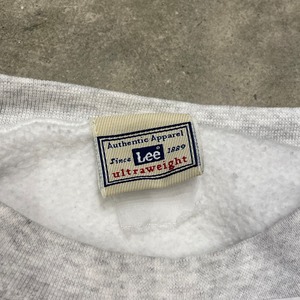 Authentic Apparel
Since Lee 1889
ultraweight